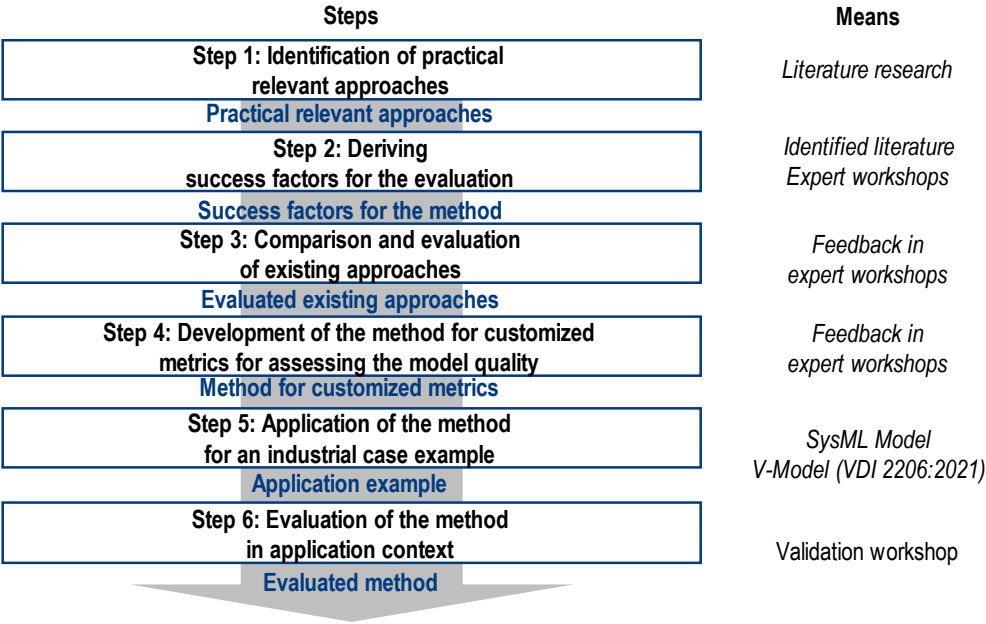 Steps
Means
Step 1: Identification of practical
relevant approaches
Literature research
Practical relevant approaches
Step 2: Deriving
success factors for the evaluation
Identified literature
Expert workshops
Success factors for the method
Step 3: Comparison and evaluation
of existing approaches
Feedback in
expert workshops
Evaluated existing approaches
Step 4: Development of the method for customized
metrics for assessing the model quality
Feedback in
expert workshops
Method for customized metrics
Step 5: Application of the method
for an industrial case example
SysML Model
V-Model (VDI 2206:2021)
Application example
Step 6: Evaluation of the method
in application context
Validation workshop
Evaluated method